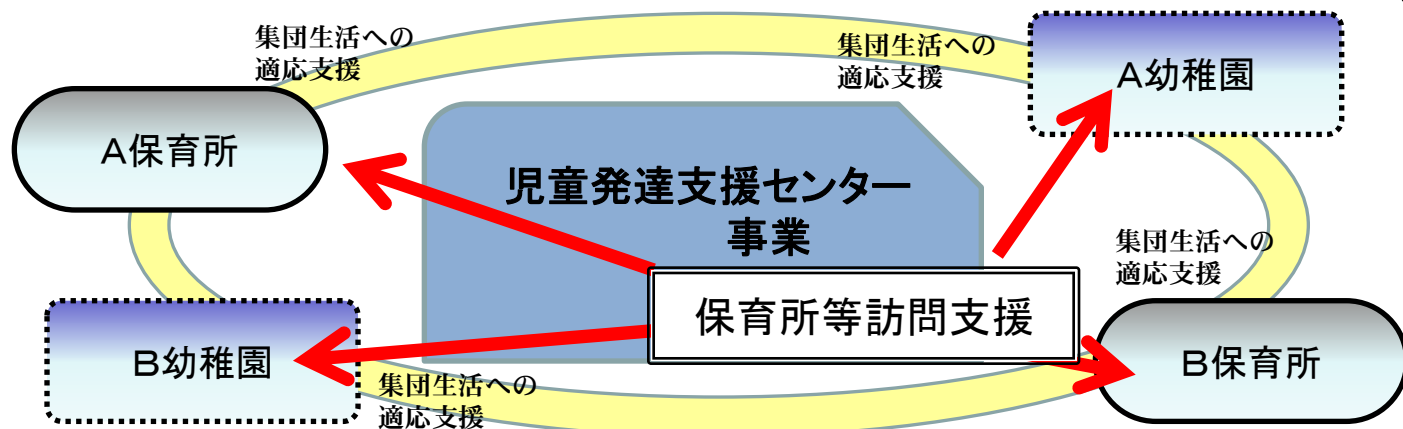 集団生活への
適応支援
集団生活への
適応支援
A幼稚園
A保育所
児童発達支援センター
事業
集団生活への
適応支援
保育所等訪問支援
B幼稚園
B保育所
集団生活への
適応支援